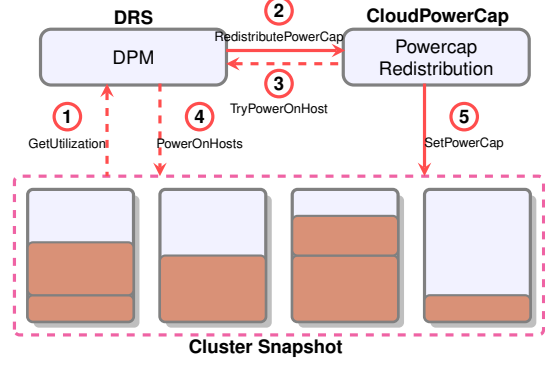 DRS
CloudPowerCap
2
RedistributePowerCap
DPM
Powercap
Redistribution
3
TryPowerOnHost
1
4
5
GetUtilization
PowerOnHosts
SetPowerCap
Cluster Snapshot